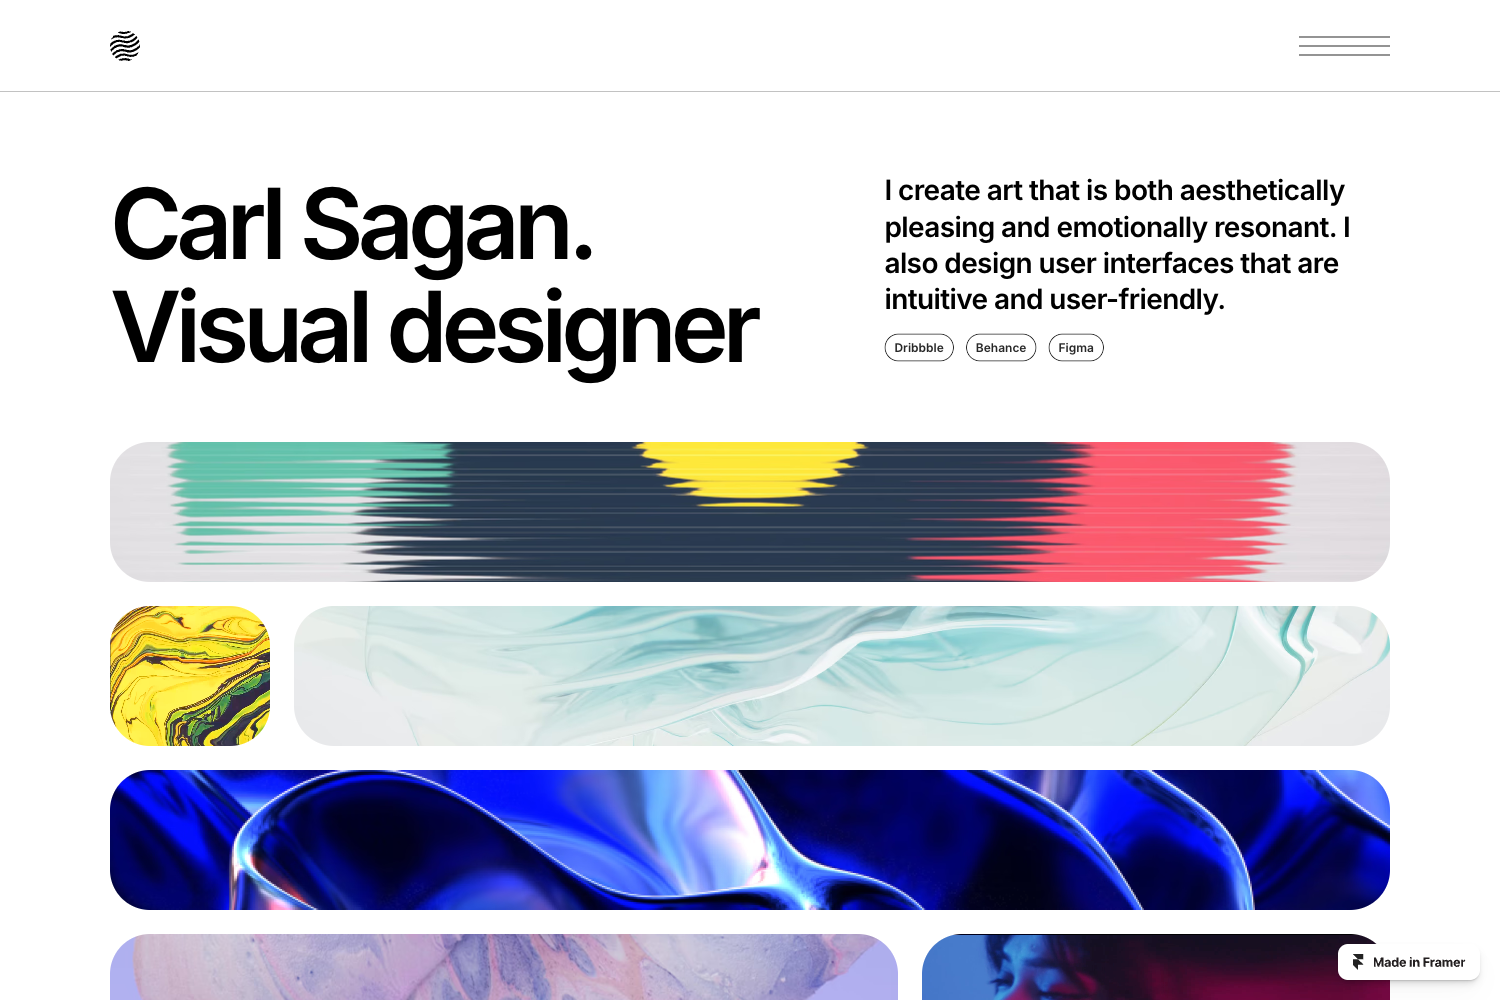 Carl Sagan.
Visual designer
I create art that is both aesthetically
pleasing and emotionally resonant. I
also design user interfaces that are
intuitive and user-friendly.
Dribbble
Behance
Figma
Made in Framer